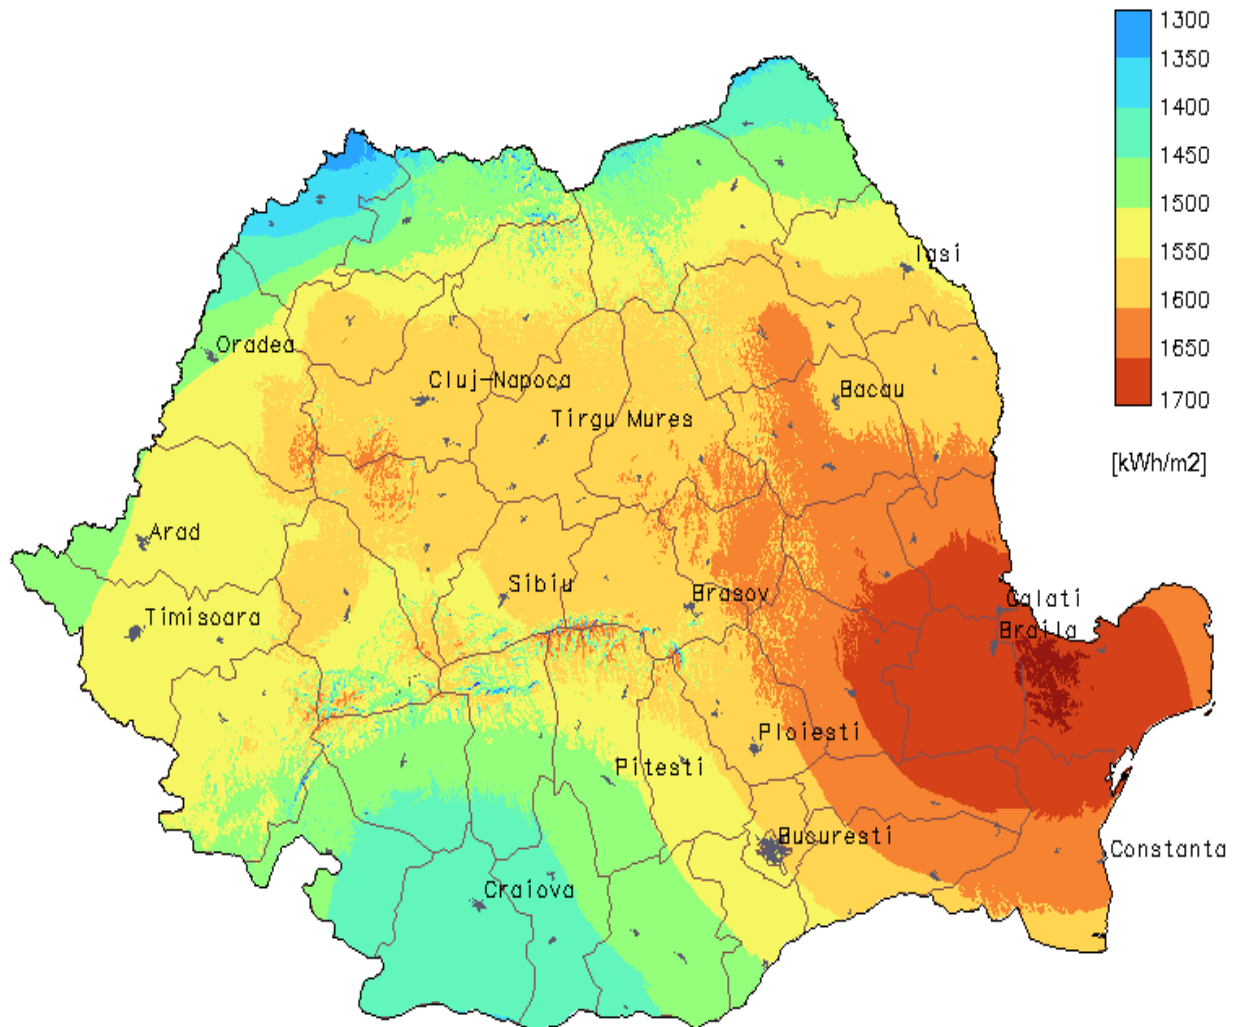 1300
1350
1400
1450
1500
1550
1600
1650
1700
[kWh/m2]
Iasi
Oradea
Cluj-Napoca
Bacau
Tirgu Mures
Arad
Sibiu
Brasov
Galati
Timisoara
Braila
Ploiesti
Pitesti
Bucuresti
Constanta
Craiova